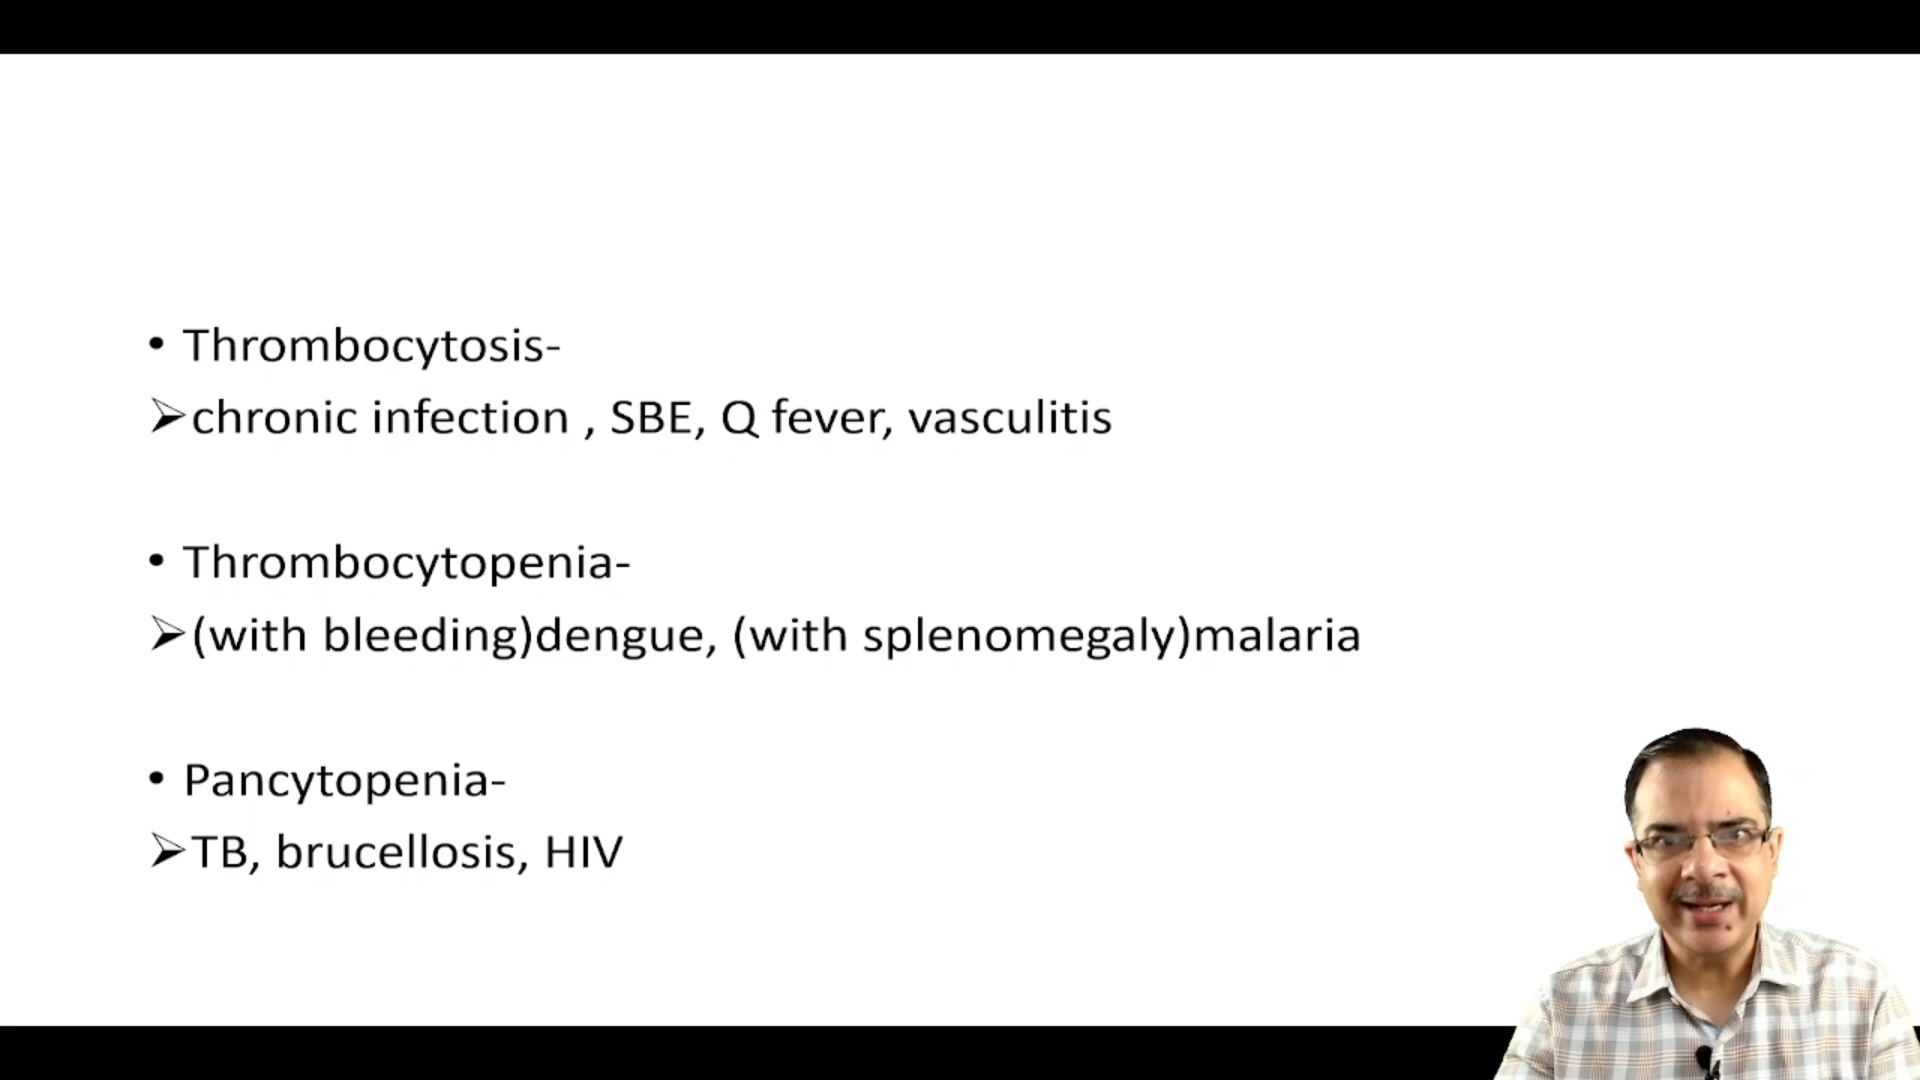 • Thrombocytosis-
➢chronic infection , SBE, Q fever, vasculitis
• Thrombocytopenia-
➢(with bleeding)dengue, (with splenomegaly)malaria
• Pancytopenia-
➢TB, brucellosis, HIV